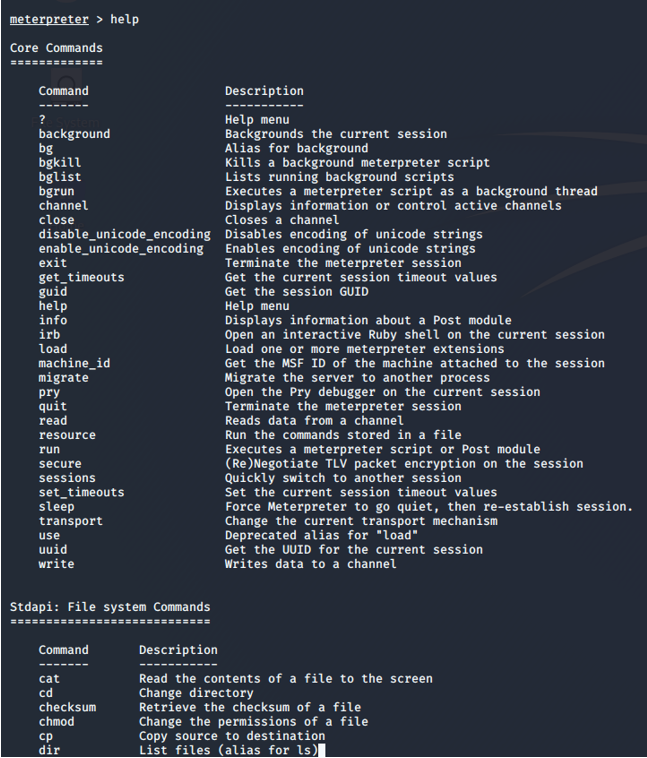 meterpreter > help
Core Commands
=============
Command Description
------- -----------
? Help menu
background Backgrounds the current session
bg Alias for background
bgkill Kills a background meterpreter script
bglist Lists running background scripts
bgrun Executes a meterpreter script as a background thread
channel Displays information or control active channels
close Closes a channel
disable_unicode_encoding Disables encoding of unicode strings
enable_unicode_encoding Enables encoding of unicode strings
exit Terminate the meterpreter session
get_timeouts Get the current session timeout values
guid Get the session GUID
help Help menu
info Displays information about a Post module
irb Open an interactive Ruby shell on the current session
load Load one or more meterpreter extensions
machine_id Get the MSF ID of the machine attached to the session
migrate Migrate the server to another process
pry Open the Pry debugger on the current session
quit Terminate the meterpreter session
read Reads data from a channel
resource Run the commands stored in a file
run Executes a meterpreter script or Post module
secure (Re)Negotiate TLV packet encryption on the session
sessions Quickly switch to another session
set_timeouts Set the current session timeout values
sleep Force Meterpreter to go quiet, then re-establish session.
transport Change the current transport mechanism
use Deprecated alias for "load"
uuid Get the UUID for the current session
write Writes data to a channel
Stdapi: File system Commands
============================
Command Description
------- -----------
cat Read the contents of a file to the screen
cd Change directory
checksum Retrieve the checksum of a file
chmod Change the permissions of a file
cp Copy source to destination
dir List files (alias for ls)